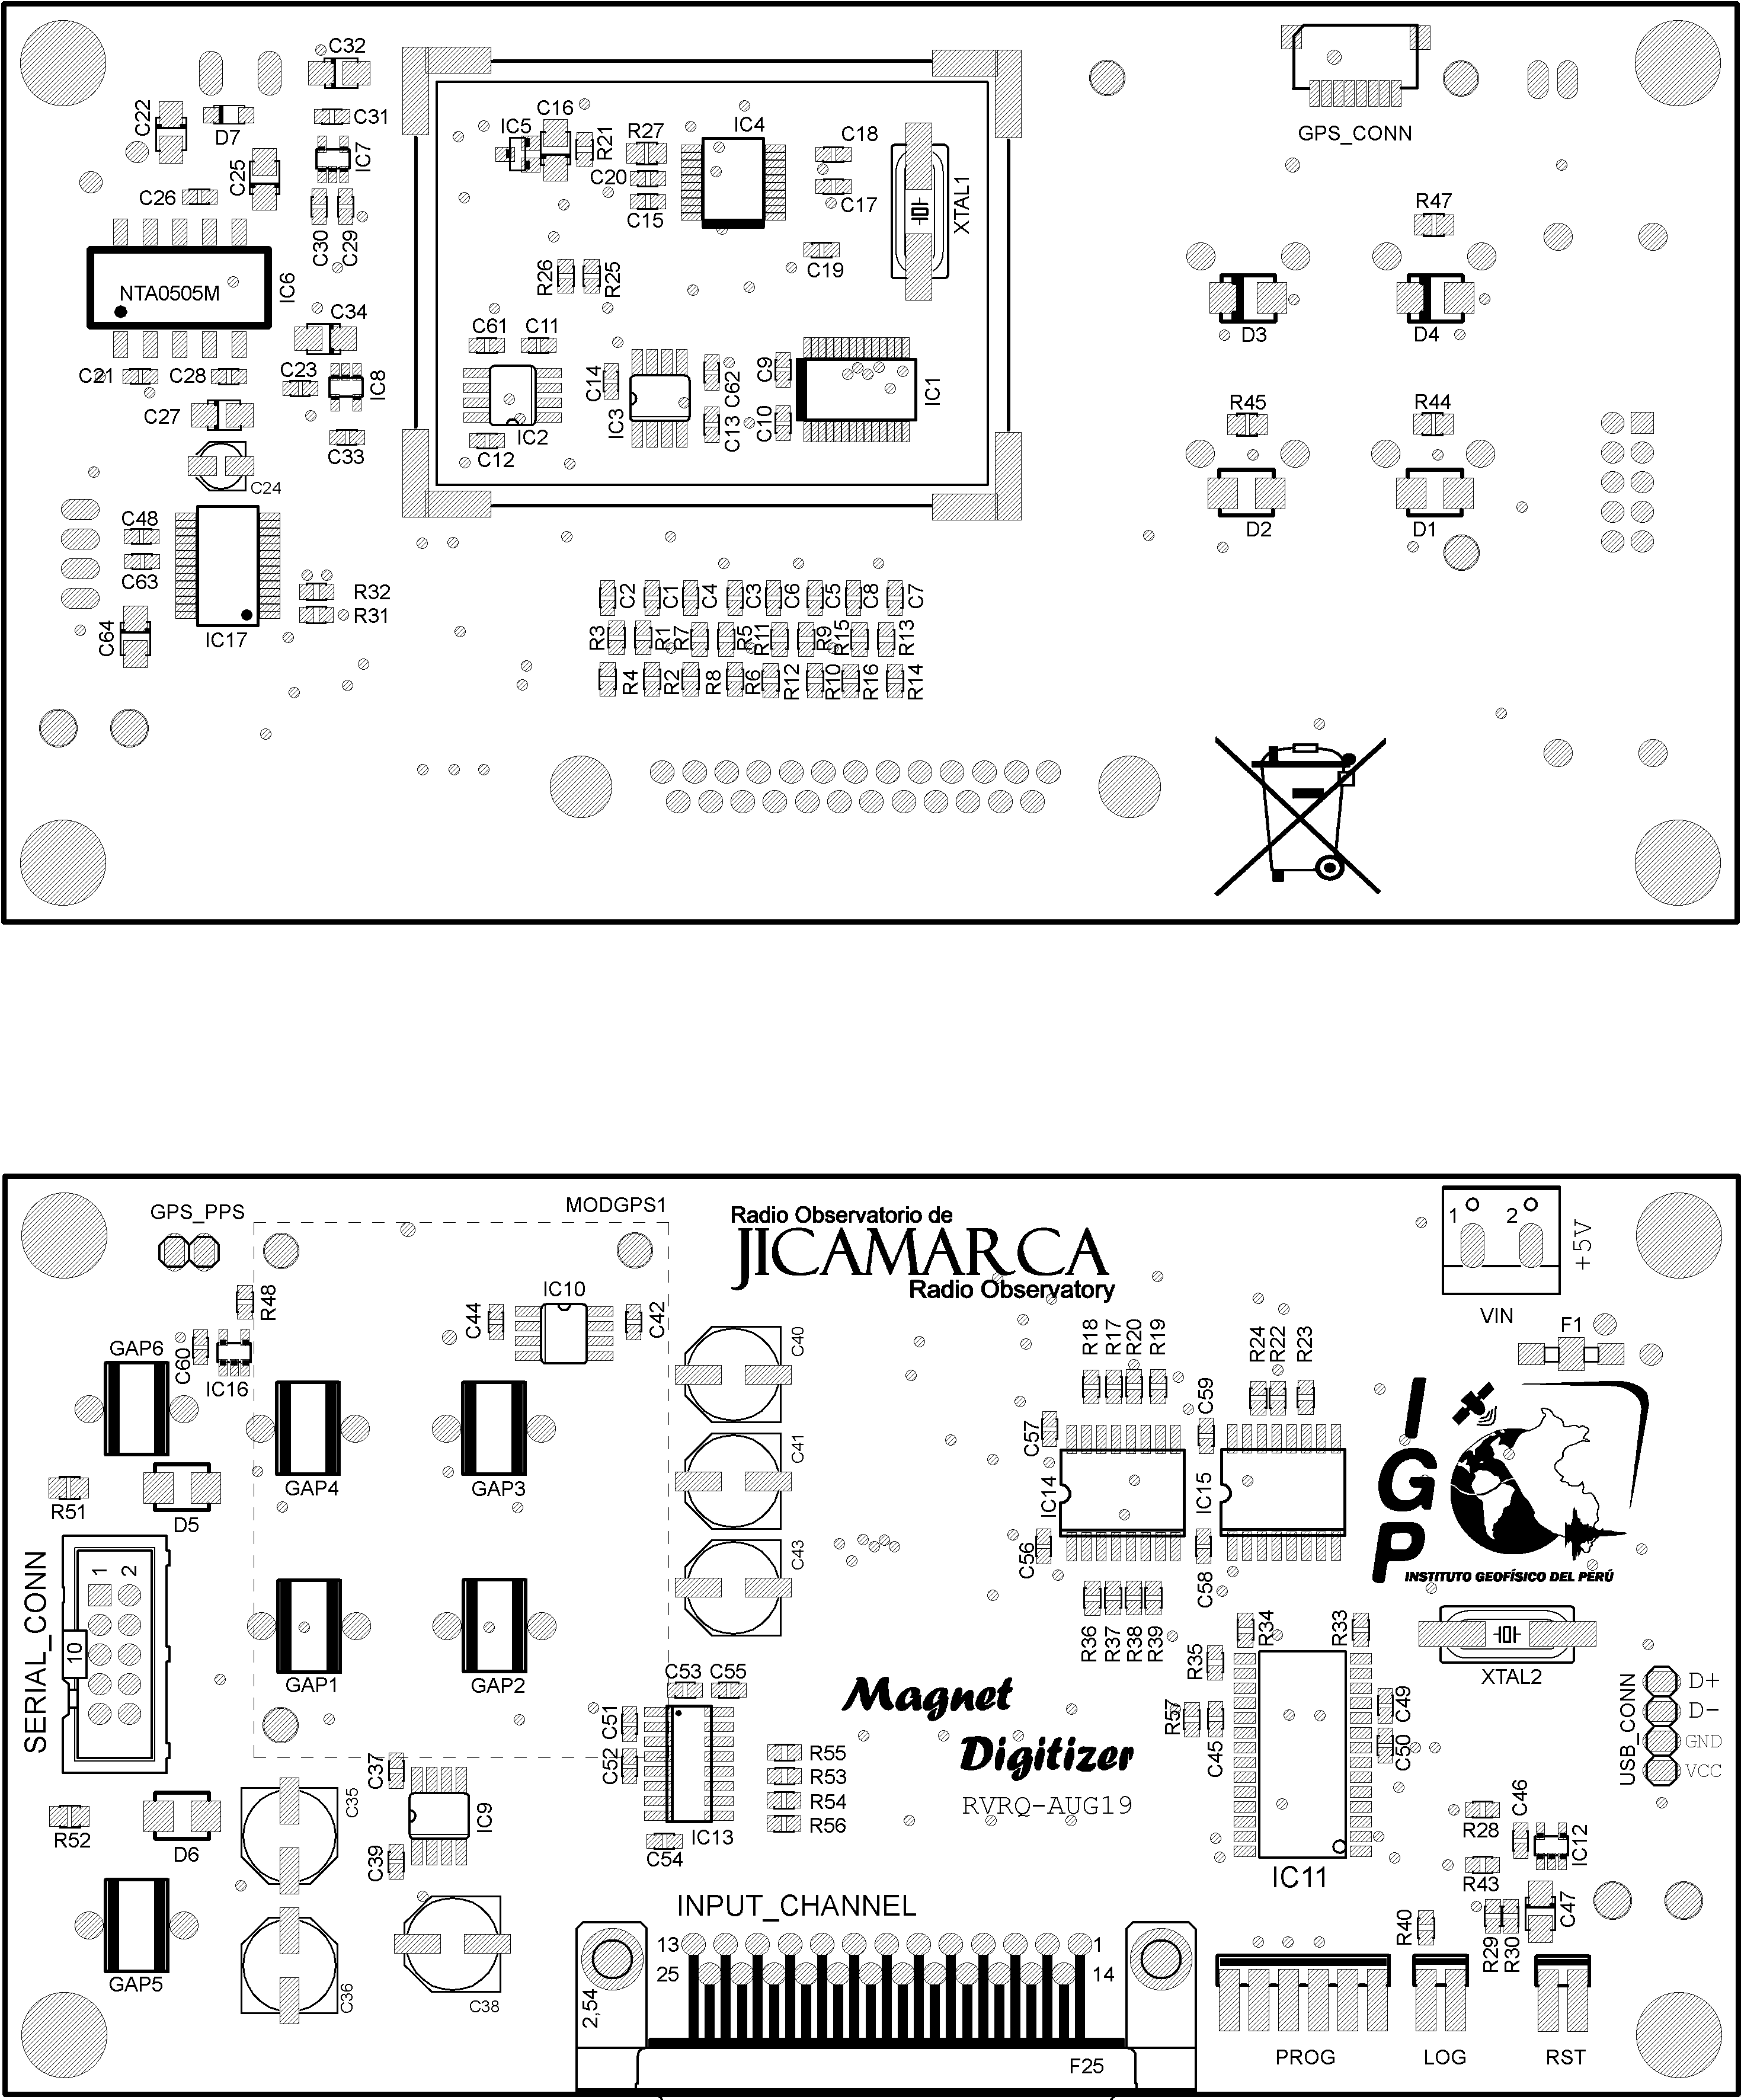 C32
C22
D7
C31
IC7
C25
C26
C30
C29
NTA0505M
IC6
C34
C21
C28
C23
IC8
C27
C33
C24
C48
C63
C64
IC17
R32
R31
IC5
C16
R21
R27
C20
C15
IC4
C18
C17
XTAL1
C19
R26
R25
C61
C11
C14
IC3
C62
C13
C9
C10
IC1
IC2
C12
GPS_CONN
R47
D3
D4
R45
R44
D2
D1
C2
C1
C4
C3
C6
C5
C8
C7
R3
R1
R7
R5
R11
R9
R15
R13
R4
R2
R8
R6
R12
R10
R16
R14
GPS_PPS
MODGPS1
Radio Observatorio de
JICAMARCA
Radio Observatory
1
2
+5V
VIN
F1
R48
C60
IC16
GAP6
IC10
C44
C42
C40
C41
C43
GAP4
GAP3
R51
D5
SERIAL_CONN
1
2
10
GAP1
GAP2
R18
R17
R20
R19
R24
R22
R23
C57
C59
IC14
IC15
C56
C58
R36
R37
R38
R39
IGP
INSTITUTO GEOFÍSICO DEL PERÚ
R34
R33
R35
R57
C45
C49
C50
IC11
XTAL2
USB_CONN
D+
D-
GND
VCC
C53
C55
C51
C52
IC13
C54
R55
R53
R54
R56
Magnet
Digitizer
RVRQ-AUG19
C37
IC9
C39
C35
C36
C38
R52
D6
GAP5
C46
R28
IC12
R43
C47
R40
R29
R30
INPUT_CHANNEL
13
1
25
14
2,54
F25
PROG
LOG
RST